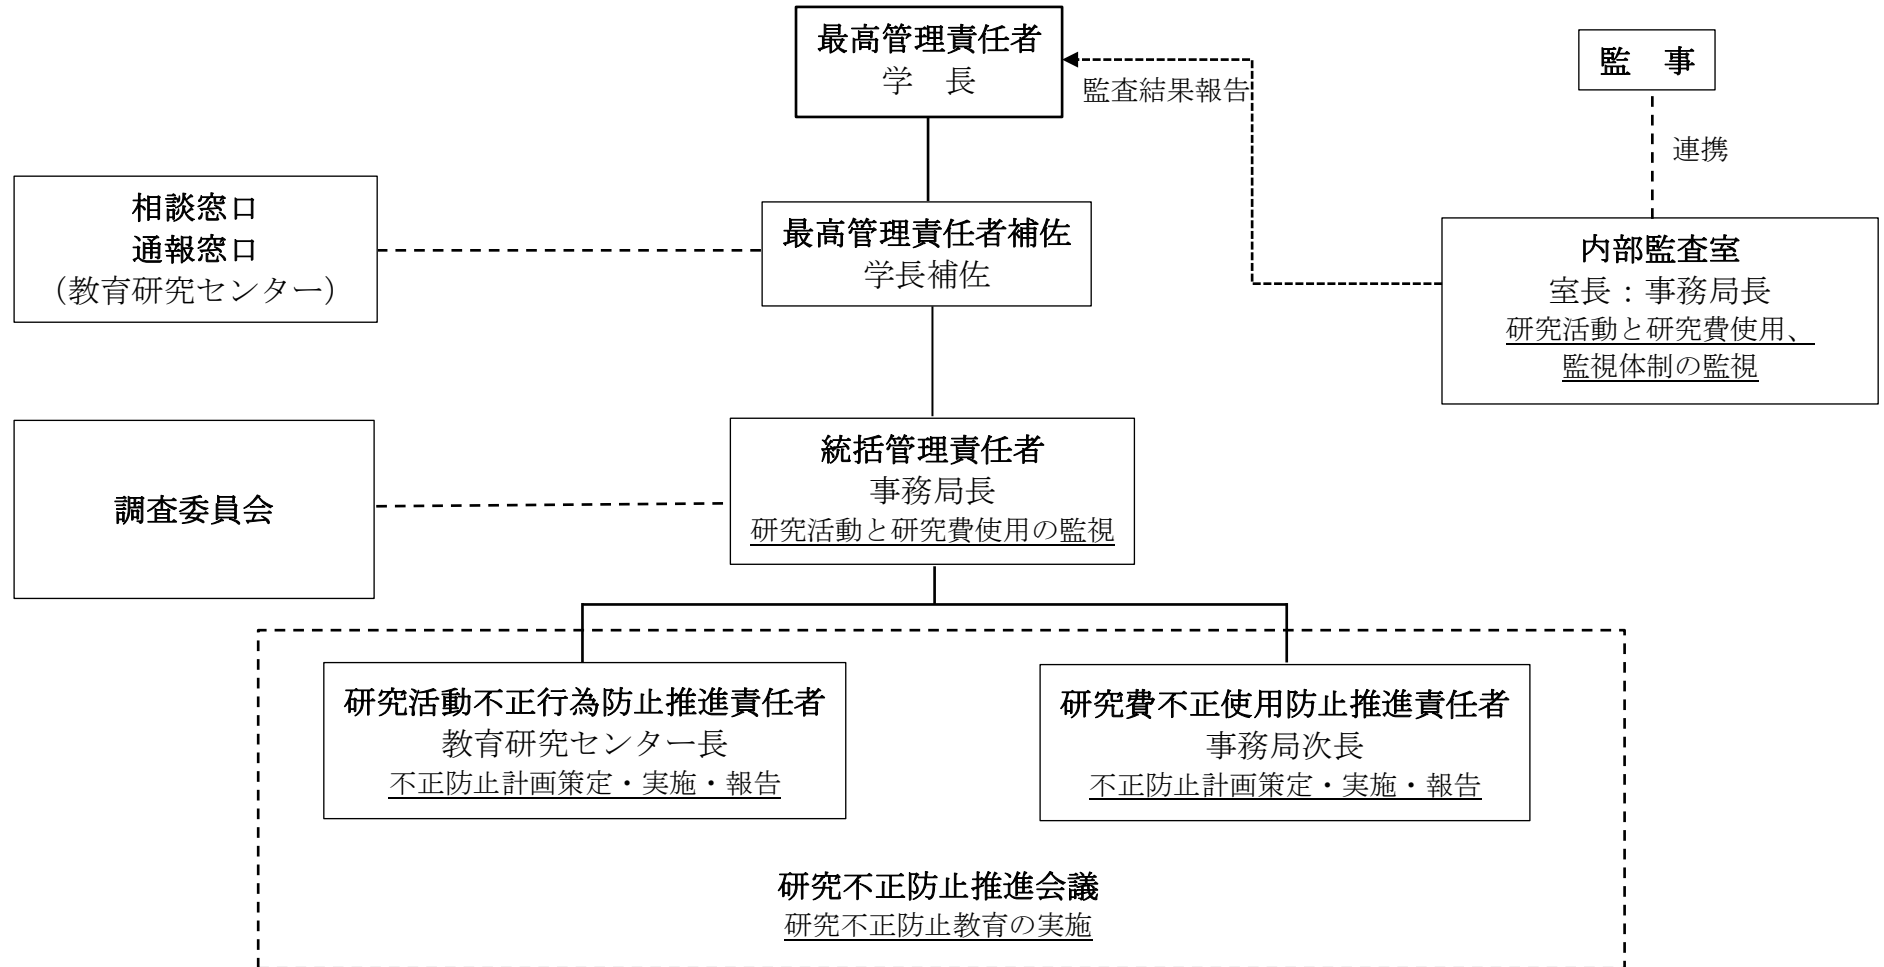 最高管理責任者
学　長
監査結果報告
監　事
連携
相談窓口
通報窓口
（教育研究センター）
最高管理責任者補佐
学長補佐
内部監査室
室長：事務局長
研究活動と研究費使用、
監視体制の監視
調査委員会
統括管理責任者
事務局長
研究活動と研究費使用の監視
研究活動不正行為防止推進責任者
教育研究センター長
不正防止計画策定・実施・報告
研究費不正使用防止推進責任者
事務局次長
不正防止計画策定・実施・報告
研究不正防止推進会議
研究不正防止教育の実施